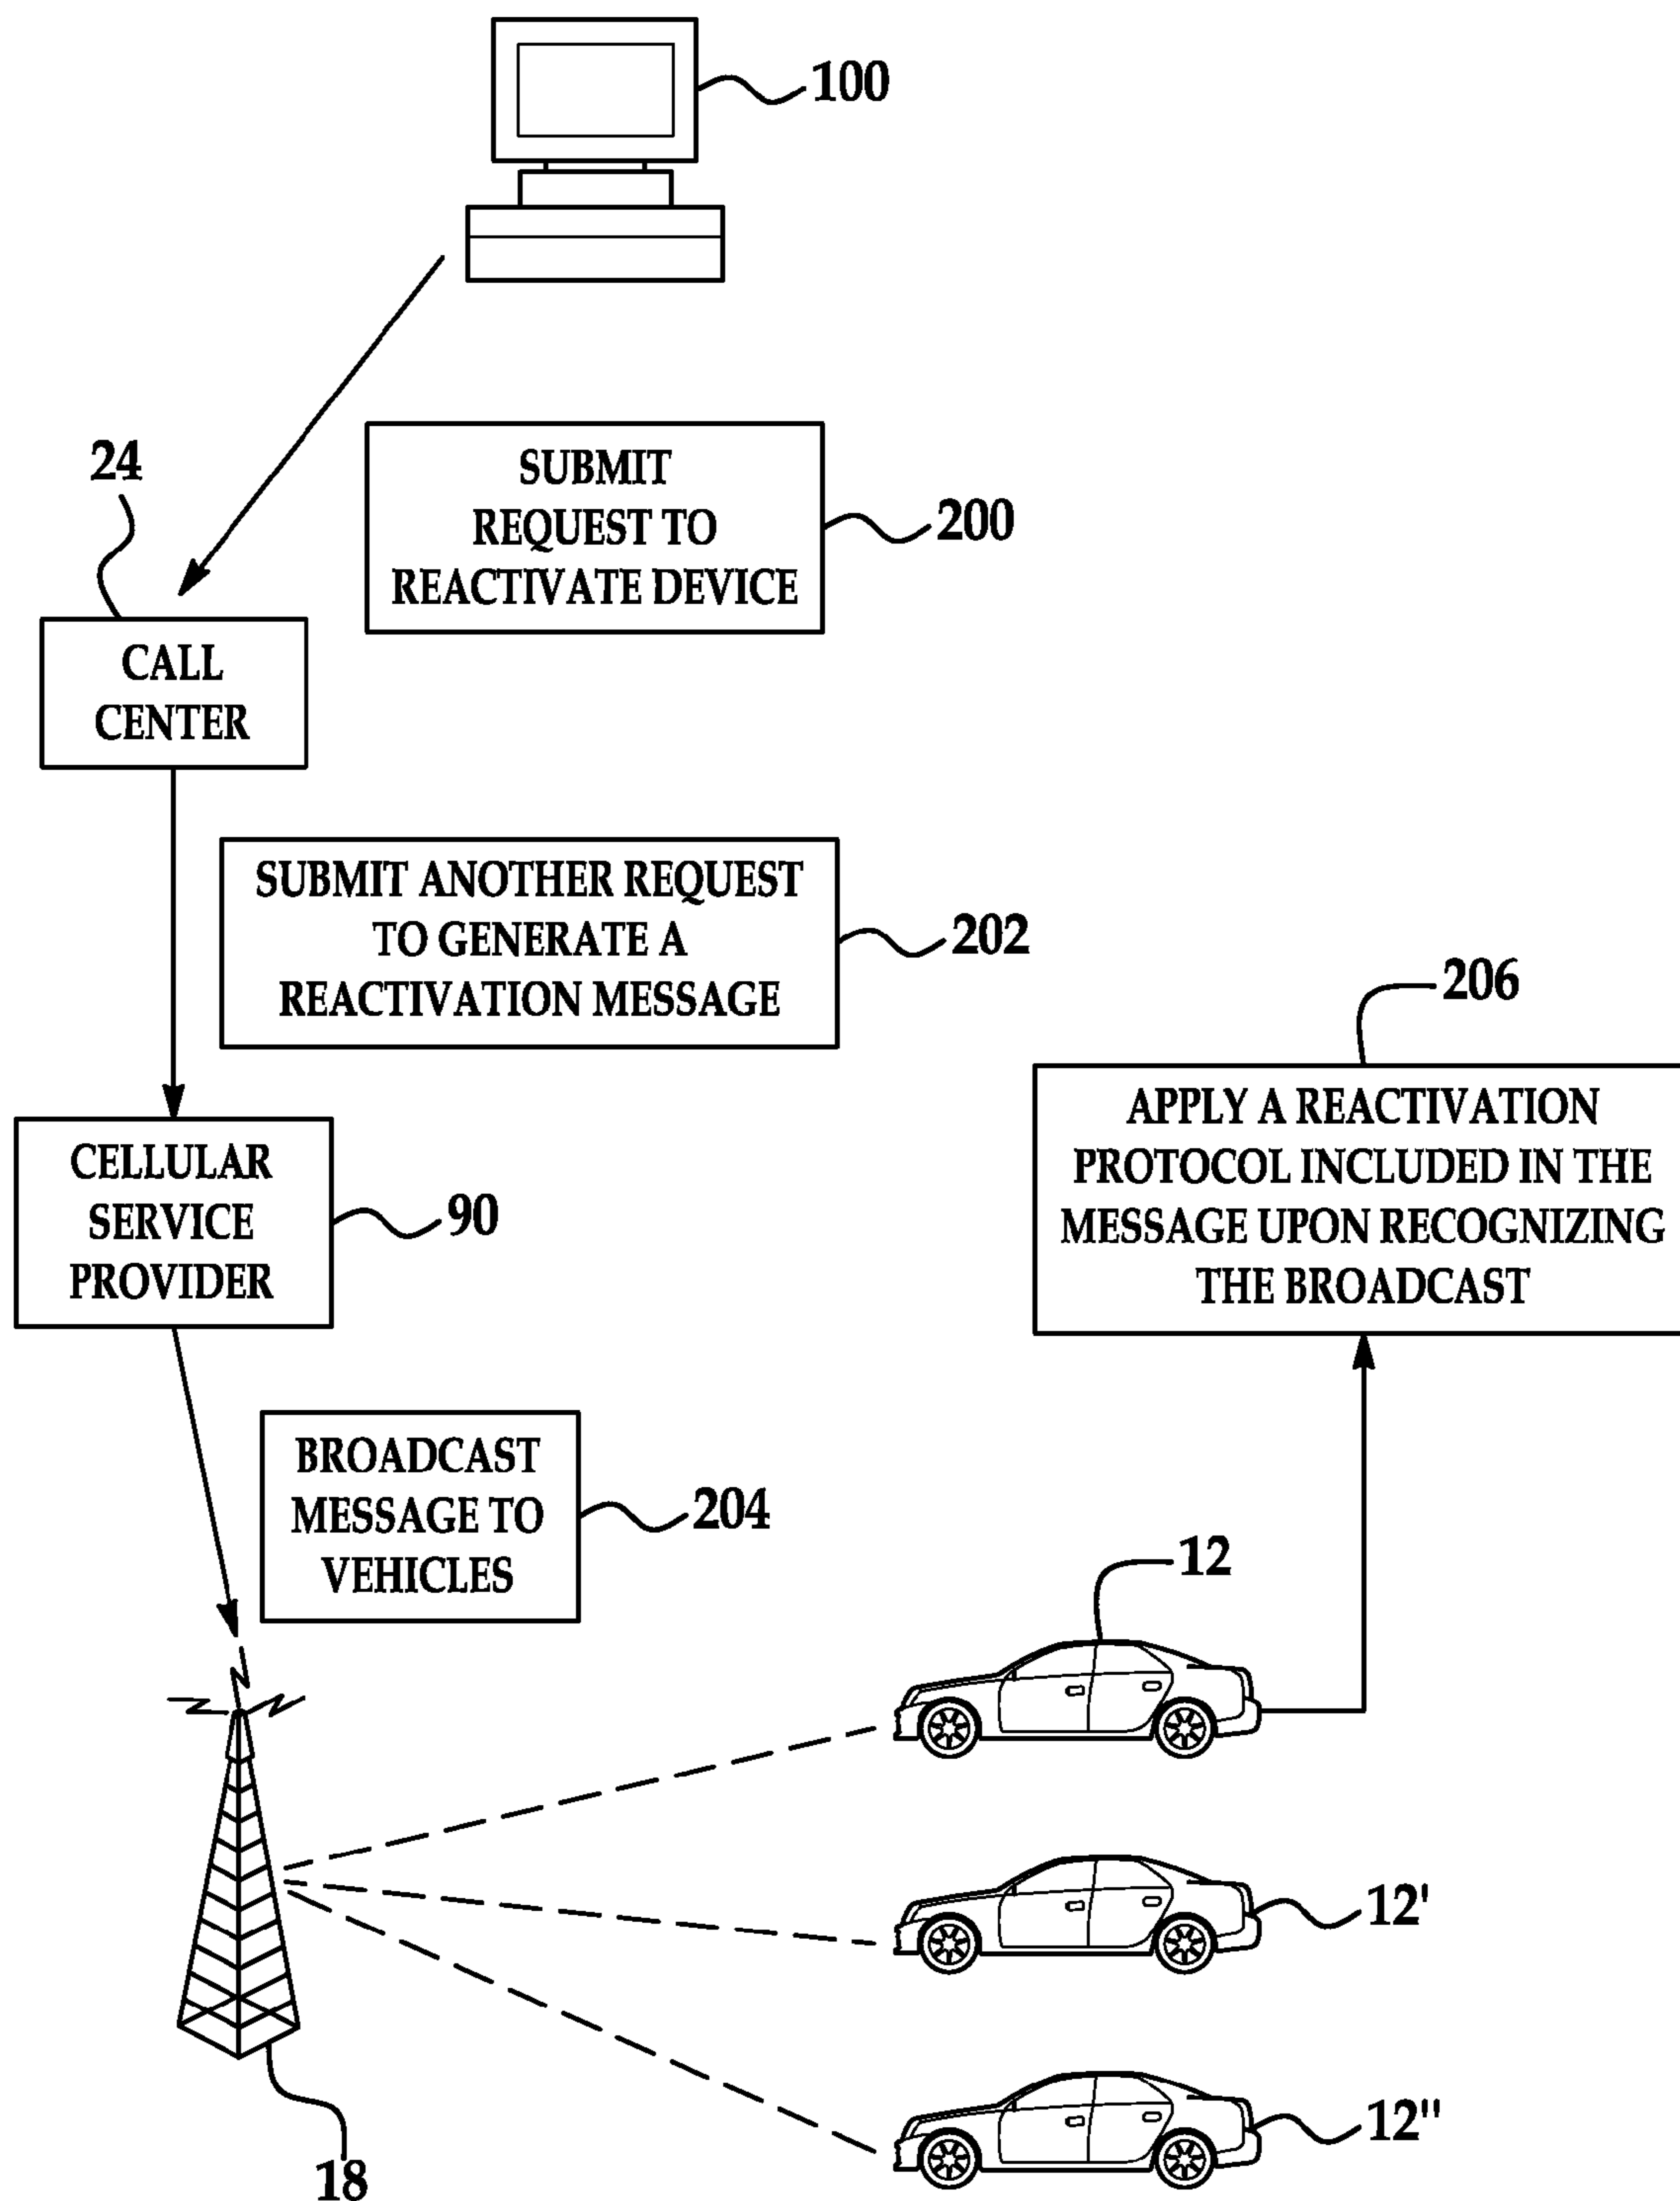 100
24
SUBMIT
REQUEST TO
REACTIVATE DEVICE
200
CALL
CENTER
SUBMIT ANOTHER REQUEST
TO GENERATE A
REACTIVATION MESSAGE
202
206
APPLY A REACTIVATION
PROTOCOL INCLUDED IN THE
MESSAGE UPON RECOGNIZING
THE BROADCAST
CELLULAR
SERVICE
PROVIDER
90
BROADCAST
MESSAGE TO
VEHICLES
204
12
12'
12"
18